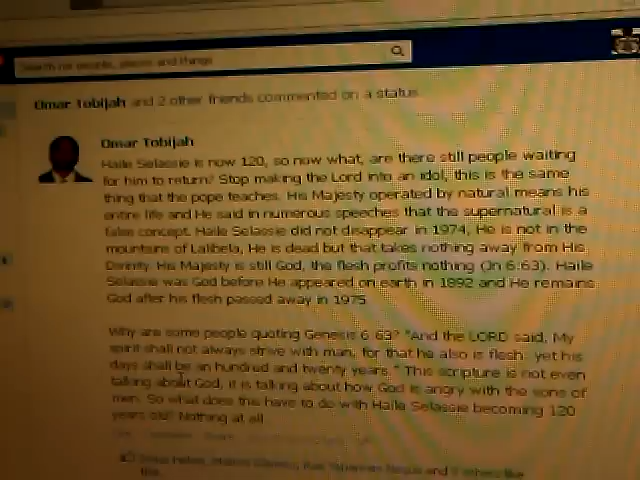 Search for people, places and things
Omar Tobijah and 2 other friends commented on a status.
Omar Tobijah
Haile Selassie is now 120, so now what, are there still people waiting
for him to return? Stop making the Lord into an idol, this is the same
thing that the pope teaches. His Majesty operated by natural means his
entire life and He said in numerous speeches that the supernatural is a
false concept. Haile Selassie did not disappear in 1974, He is not in the
mountains of Lalibela, He is dead but that takes nothing away from His
Divinity. His Majesty is still God, the flesh profits nothing (Jn 6:63). Haile
Selassie was God before He appeared on earth in 1892 and He remains
God after his flesh passed away in 1975
Why are some people quoting Genesis 6:63? "And the LORD said, My
spirit shall not always strive with man, for that he also is flesh: yet his
days shall be an hundred and twenty years." This scripture is not even
talking about God, it is talking about how God is angry with the sons of
men. So what does this have to do with Haile Selassie becoming 120
years old? Nothing at all
and 7 others like
this.